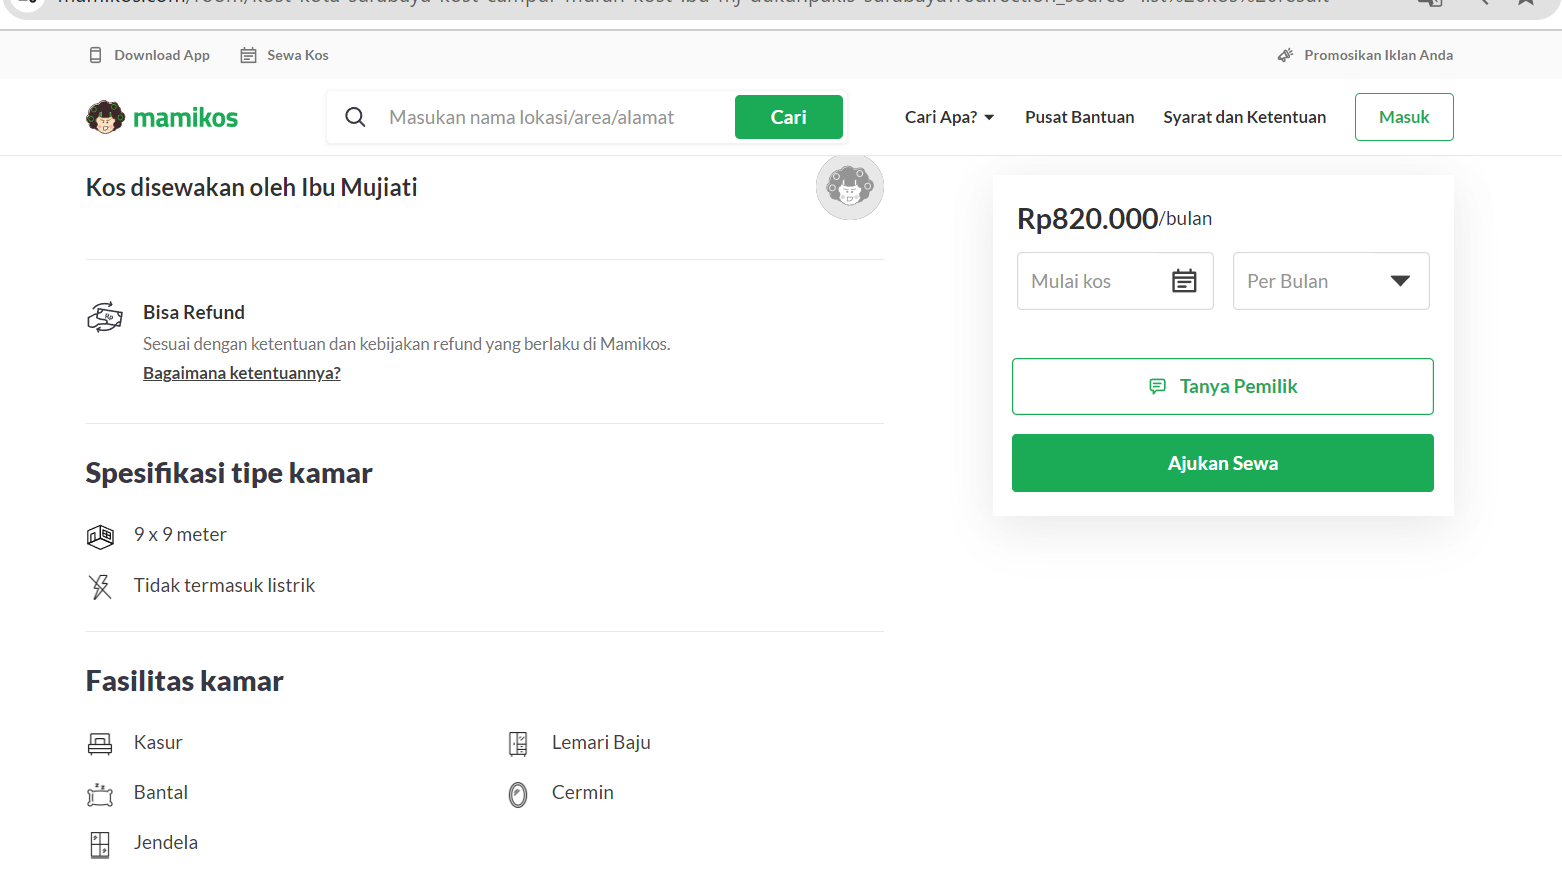 Download App
Sewa Kos
Promosikan Iklan Anda
mamikos
Masukan nama lokasi/area/alamat
Cari
Cari Apa?
Pusat Bantuan
Syarat dan Ketentuan
Masuk
Kos disewakan oleh Ibu Mujiati
Bisa Refund
Sesuai dengan ketentuan dan kebijakan refund yang berlaku di Mamikos.
Bagaimana ketentuannya?
Spesifikasi tipe kamar
9 x 9 meter
Tidak termasuk listrik
Fasilitas kamar
Kasur
Lemari Baju
Bantal
Cermin
Jendela
Rp820.000/bulan
Mulai kos
Per Bulan
Tanya Pemilik
Ajukan Sewa